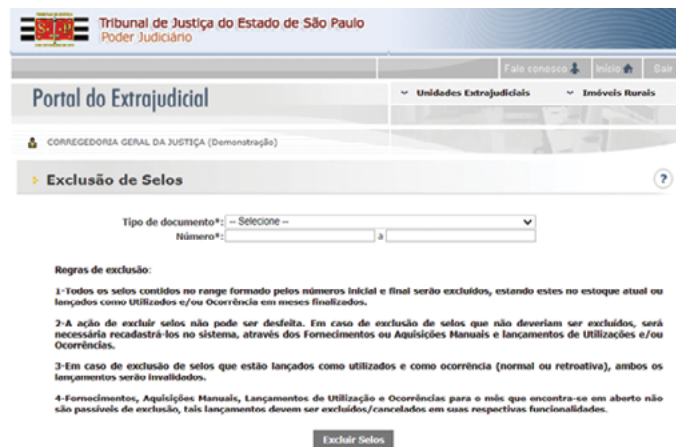 Tribunal de Justiça do Estado de São Paulo
Poder Judiciário
Fale conosco Início Sair
Portal do Extrajudicial
Unidades Extrajudiciais Imóveis Rurais
CORREGEDORIA GERAL DA JUSTIÇA (Demonstração)
Exclusão de Selos ?
Tipo de documento*: -- Selecione --
Número*: a
Regras de exclusão:
1-Todos os selos contidos no range formado pelos números inicial e final serão excluídos, estando estes no estoque atual ou
lançados como Utilizados e/ou Ocorrência em meses finalizados.
2-A ação de excluir selos não pode ser desfeita. Em caso de exclusão de selos que não deveriam ser excluídos, será
necessária recadastrá-los no sistema, através dos Fornecimentos ou Aquisições Manuais e lançamentos de Utilizações e/ou
Ocorrências.
3-Em caso de exclusão de selos que estão lançados como utilizados e como ocorrência (normal ou retroativa), ambos os
lançamentos serão invalidados.
4-Fornecimentos, Aquisições Manuais, Lançamentos de Utilização e Ocorrências para o mês que encontra-se em aberto não
são passíveis de exclusão, tais lançamentos devem ser excluídos/cancelados em suas respectivas funcionalidades.
Excluir Selos